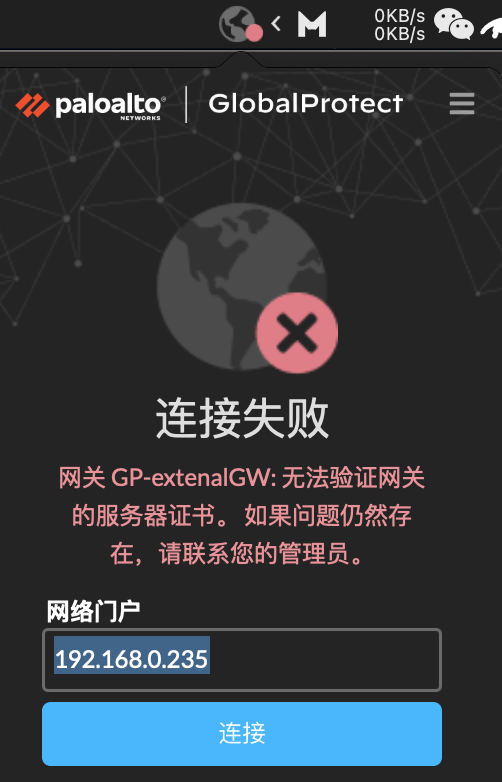 0KB/s
0KB/s
paloalto® | GlobalProtect
NETWORKS
连接失败
网关 GP-extenalGW: 无法验证网关
的服务器证书。 如果问题仍然存
在，请联系您的管理员。
网络门户
192.168.0.235
连接